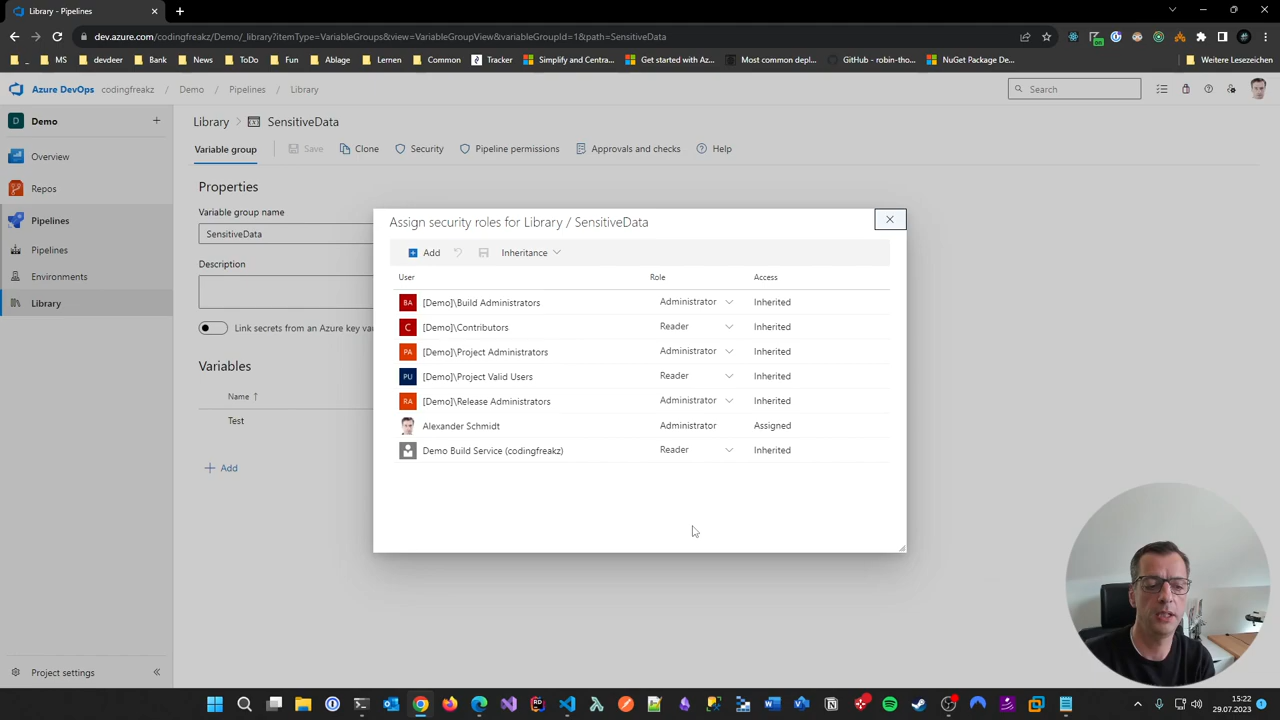 Library - Pipelines
dev.azure.com/codingfreakz/Demo/_library?itemType=VariableGroups&view=VariableGroupView&variableGroupId=1&path=SensitiveData
MS
devdeer
Bank
News
ToDo
Fun
Ablage
Lernen
Common
Tracker
Simplify and Centra...
Get started with Az...
Most common depl...
GitHub - robin-tho...
NuGet Package De...
Weitere Lesezeichen
Azure DevOps
codingfreakz
/
Demo
/
Pipelines
/
Library
Search
D
Demo
Overview
Repos
Pipelines
Pipelines
Environments
Library
Project settings
Library
SensitiveData
Variable group
Save
Clone
Security
Pipeline permissions
Approvals and checks
Help
Properties
Variable group name
SensitiveData
Description
Link secrets from an Azure key va
Variables
Name ↑
Test
Add
Assign security roles for Library / SensitiveData
Add
Inheritance
User Role Access
BA [Demo]\Build Administrators Administrator Inherited
C [Demo]\Contributors Reader Inherited
PA [Demo]\Project Administrators Administrator Inherited
PU [Demo]\Project Valid Users Reader Inherited
RA [Demo]\Release Administrators Administrator Inherited
Alexander Schmidt Administrator Assigned
Demo Build Service (codingfreakz) Reader Inherited
15:22
29.07.2023